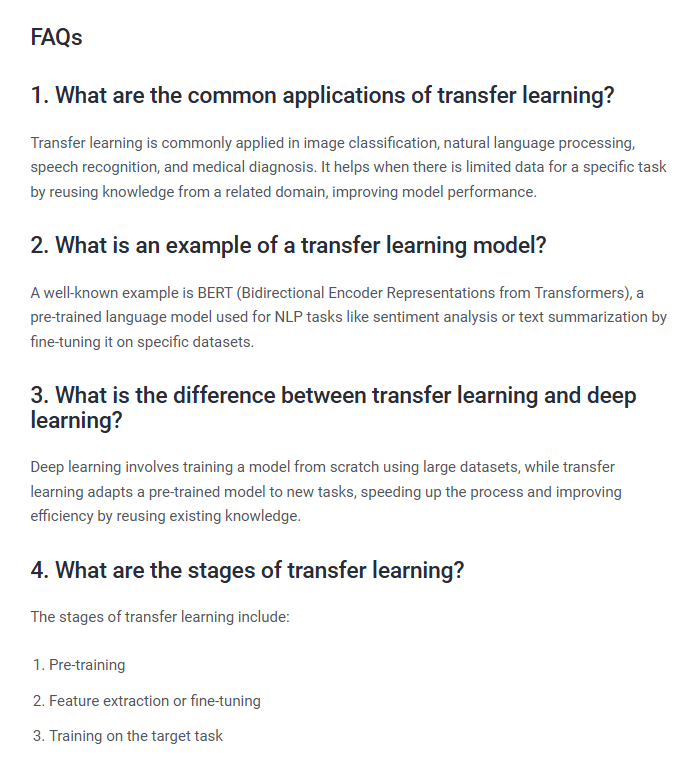 FAQs
1. What are the common applications of transfer learning?
Transfer learning is commonly applied in image classification, natural language processing,
speech recognition, and medical diagnosis. It helps when there is limited data for a specific task
by reusing knowledge from a related domain, improving model performance.
2. What is an example of a transfer learning model?
A well-known example is BERT (Bidirectional Encoder Representations from Transformers), a
pre-trained language model used for NLP tasks like sentiment analysis or text summarization by
fine-tuning it on specific datasets.
3. What is the difference between transfer learning and deep
learning?
Deep learning involves training a model from scratch using large datasets, while transfer
learning adapts a pre-trained model to new tasks, speeding up the process and improving
efficiency by reusing existing knowledge.
4. What are the stages of transfer learning?
The stages of transfer learning include:
1. Pre-training
2. Feature extraction or fine-tuning
3. Training on the target task